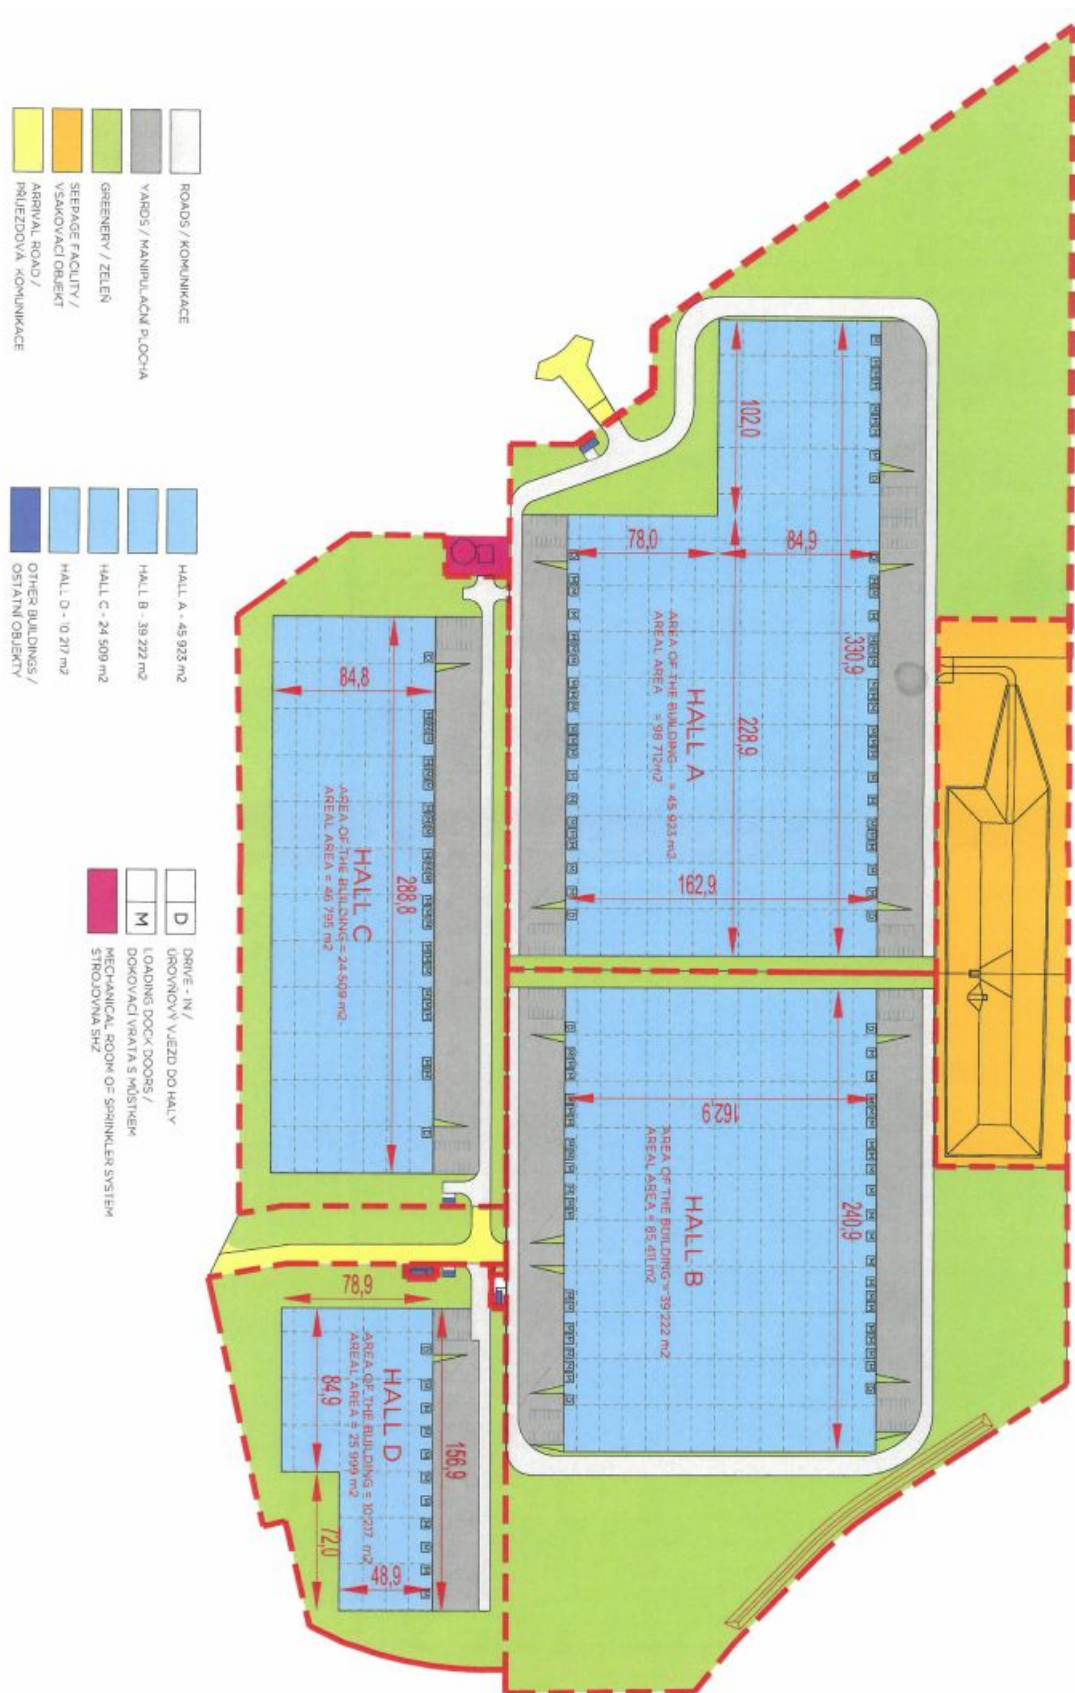 ROADS / KOMUNIKACE
YARDS / MANIPULAČNÍ PLOCHA
GREENERY / ZELEŇ
SEEPAGE FACILITY /
VSAKOVACÍ OBJEKT
ARRIVAL ROAD /
PŘÍJEZDOVÁ KOMUNIKACE
HALL A - 45 923 m2
HALL B - 39 222 m2
HALL C - 24 509 m2
HALL D - 10 217 m2
OTHER BUILDINGS /
OSTATNÍ OBJEKTY
D
DRIVE - IN /
ÚROVŇOVÝ VJEZD DO HALY
M
LOADING DOCK DOORS /
DOKOVACÍ VRATA S MŮSTKEM
MECHANICAL ROOM OF SPRINKLER SYSTEM
STROJOVNA SHZ
102,0
78,0
84,9
330,9
228,9
162,9
HALL A
AREA OF THE BUILDING = 45 923 m2
AREAL AREA = 98 712m2
240,9
162,9
HALL B
AREA OF THE BUILDING = 39 222 m2
AREAL AREA = 85 411 m2
84,8
288,8
HALL C
AREA OF THE BUILDING = 24 509 m2
AREAL AREA = 46 795 m2
78,9
84,9
156,9
72,0
48,9
HALL D
AREA OF THE BUILDING = 10 217 m2
AREAL AREA = 25 999 m2